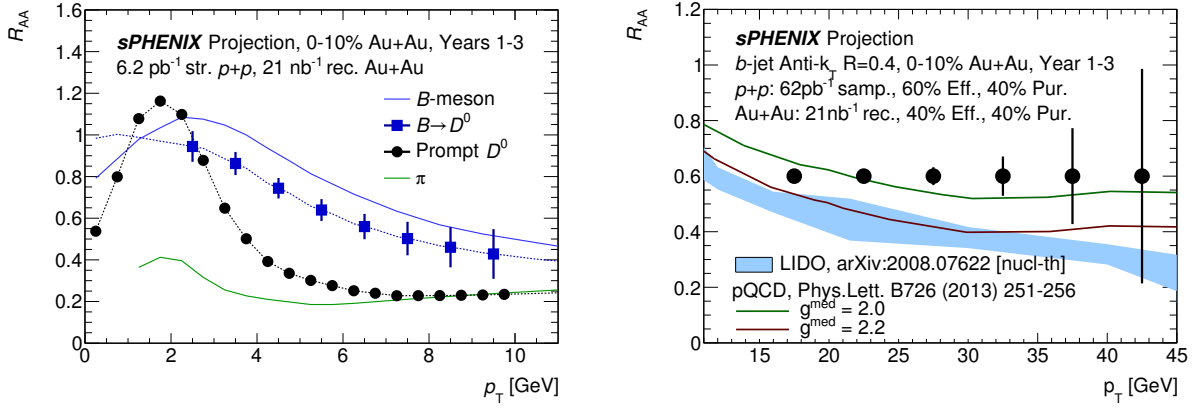 R_AA
1.6
1.4
1.2
1
0.8
0.6
0.4
0.2
0
sPHENIX Projection, 0-10% Au+Au, Years 1-3
6.2 pb⁻¹ str. p+p, 21 nb⁻¹ rec. Au+Au
B-meson
B→D⁰
Prompt D⁰
π
0 2 4 6 8 10
p_T [GeV]
R_AA
1.2
1
0.8
0.6
0.4
0.2
0
sPHENIX Projection
b-jet Anti-k_T R=0.4, 0-10% Au+Au, Year 1-3
p+p: 62pb⁻¹ samp., 60% Eff., 40% Pur.
Au+Au: 21nb⁻¹ rec., 40% Eff., 40% Pur.
LIDO, arXiv:2008.07622 [nucl-th]
pQCD, Phys.Lett. B726 (2013) 251-256
g^med = 2.0
g^med = 2.2
15 20 25 30 35 40 45
p_T [GeV]